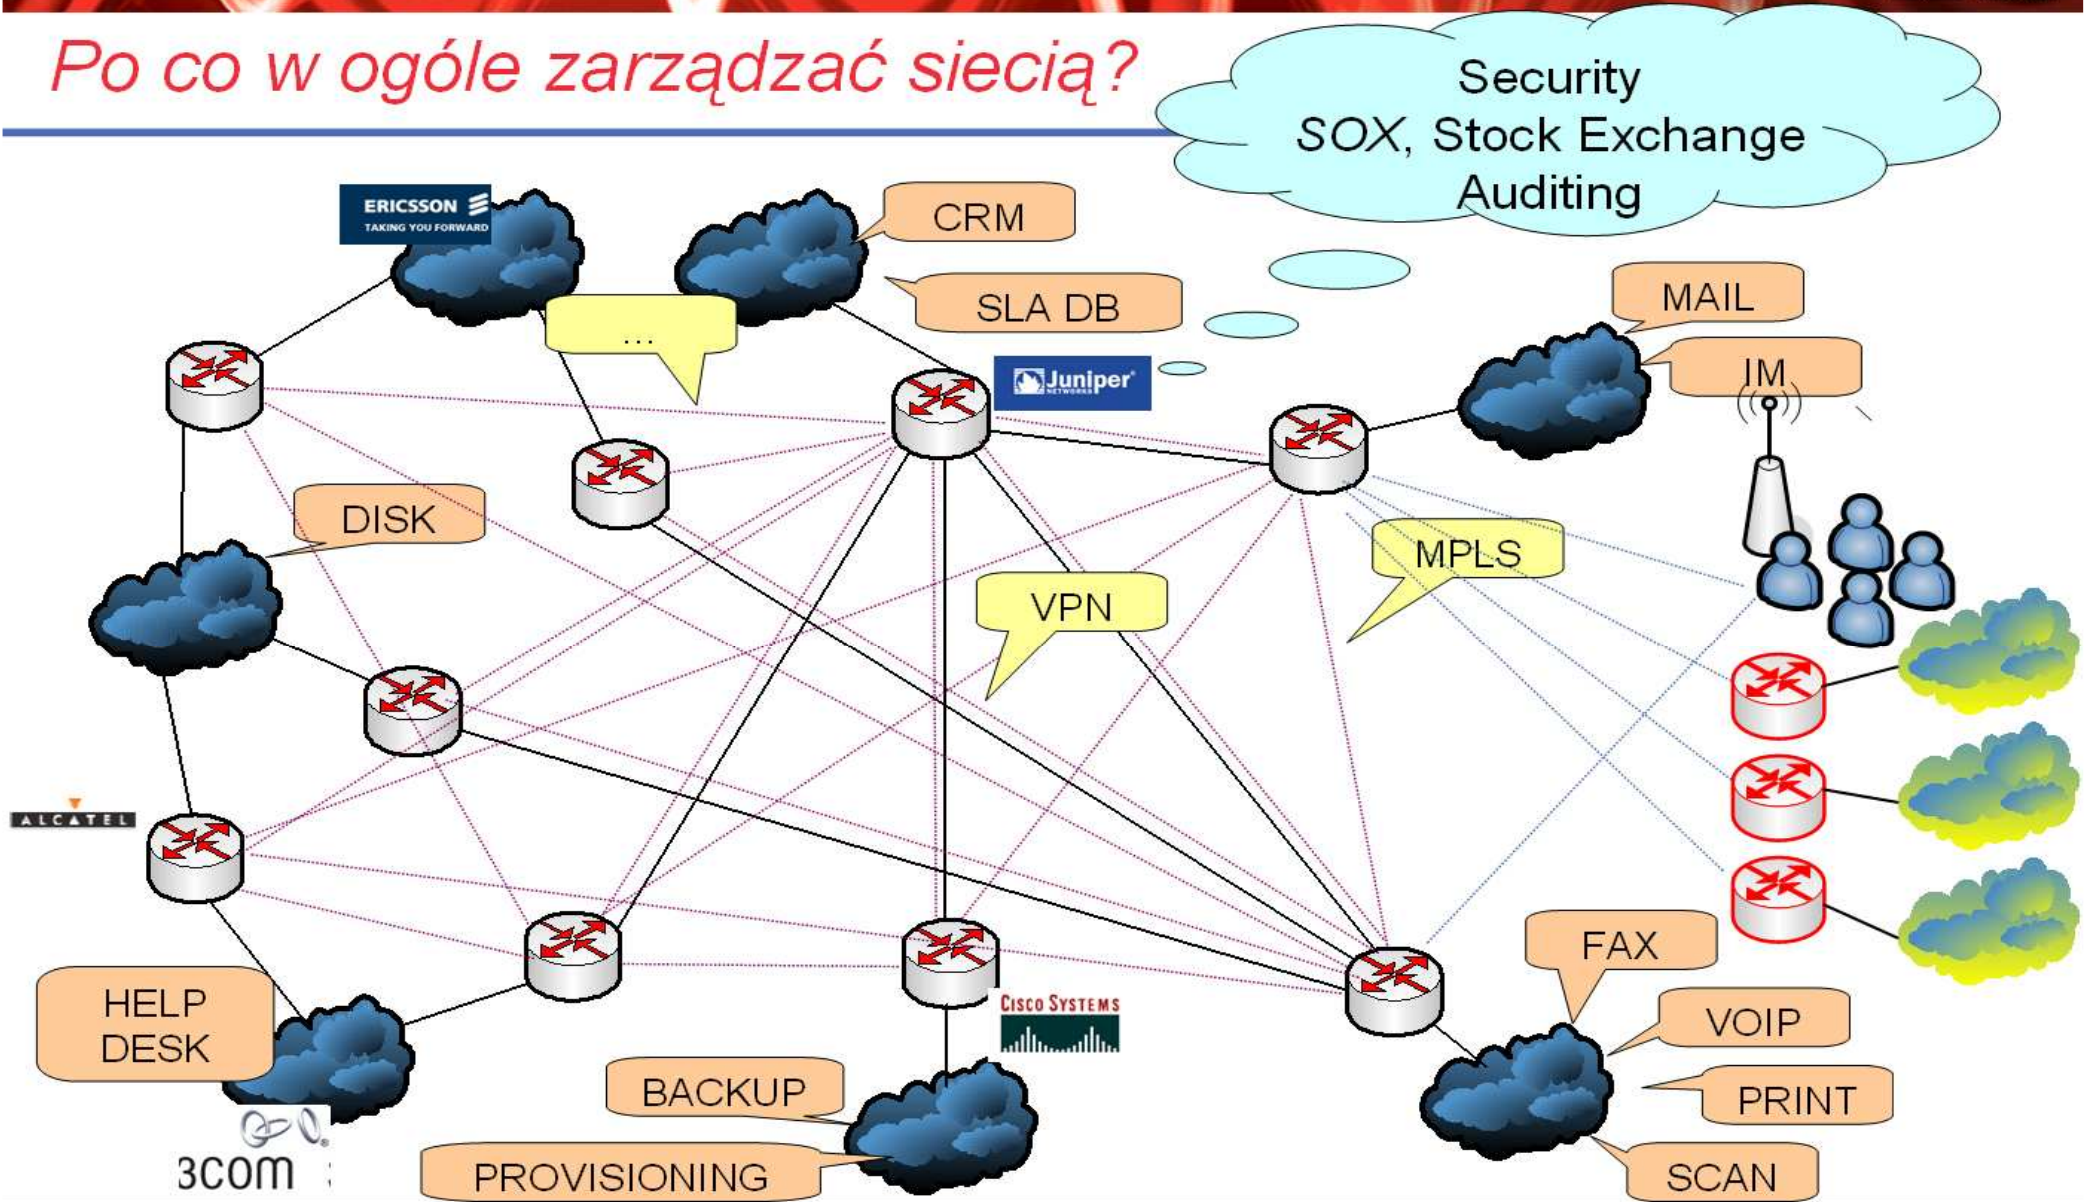 Po co w ogóle zarządzać siecią?
Security
SOX, Stock Exchange
Auditing
ERICSSON
TAKING YOU FORWARD
CRM
SLA DB
...
Juniper
NETWORKS
MAIL
IM
DISK
MPLS
VPN
ALCATEL
HELP
DESK
3COM
CISCO SYSTEMS
BACKUP
PROVISIONING
FAX
VOIP
PRINT
SCAN